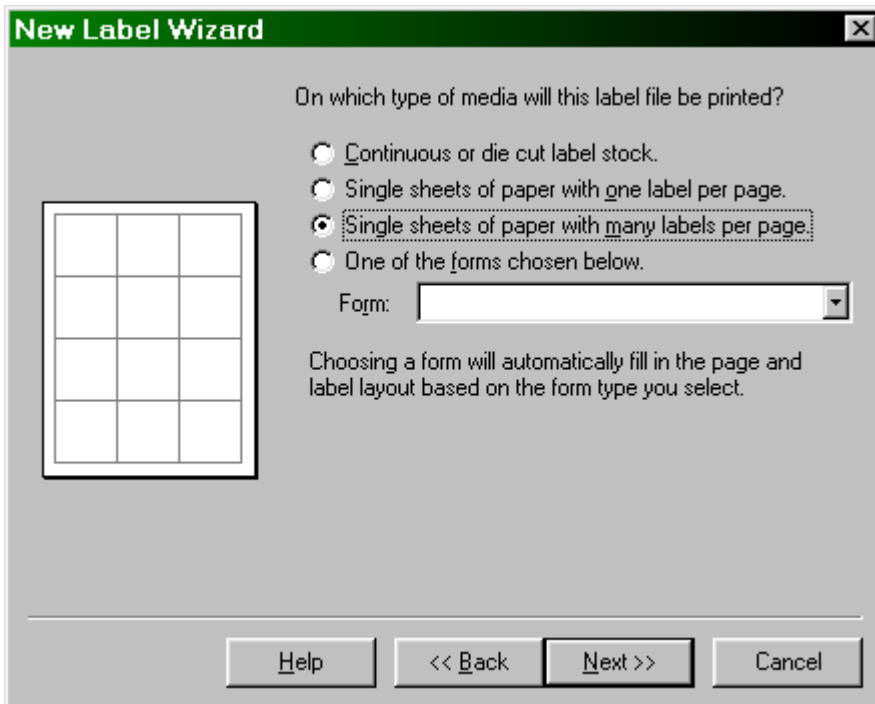 New Label Wizard
On which type of media will this label file be printed?
Continuous or die cut label stock.
Single sheets of paper with one label per page.
Single sheets of paper with many labels per page.
One of the forms chosen below.
Form:
Choosing a form will automatically fill in the page and
label layout based on the form type you select.
Help << Back Next >> Cancel